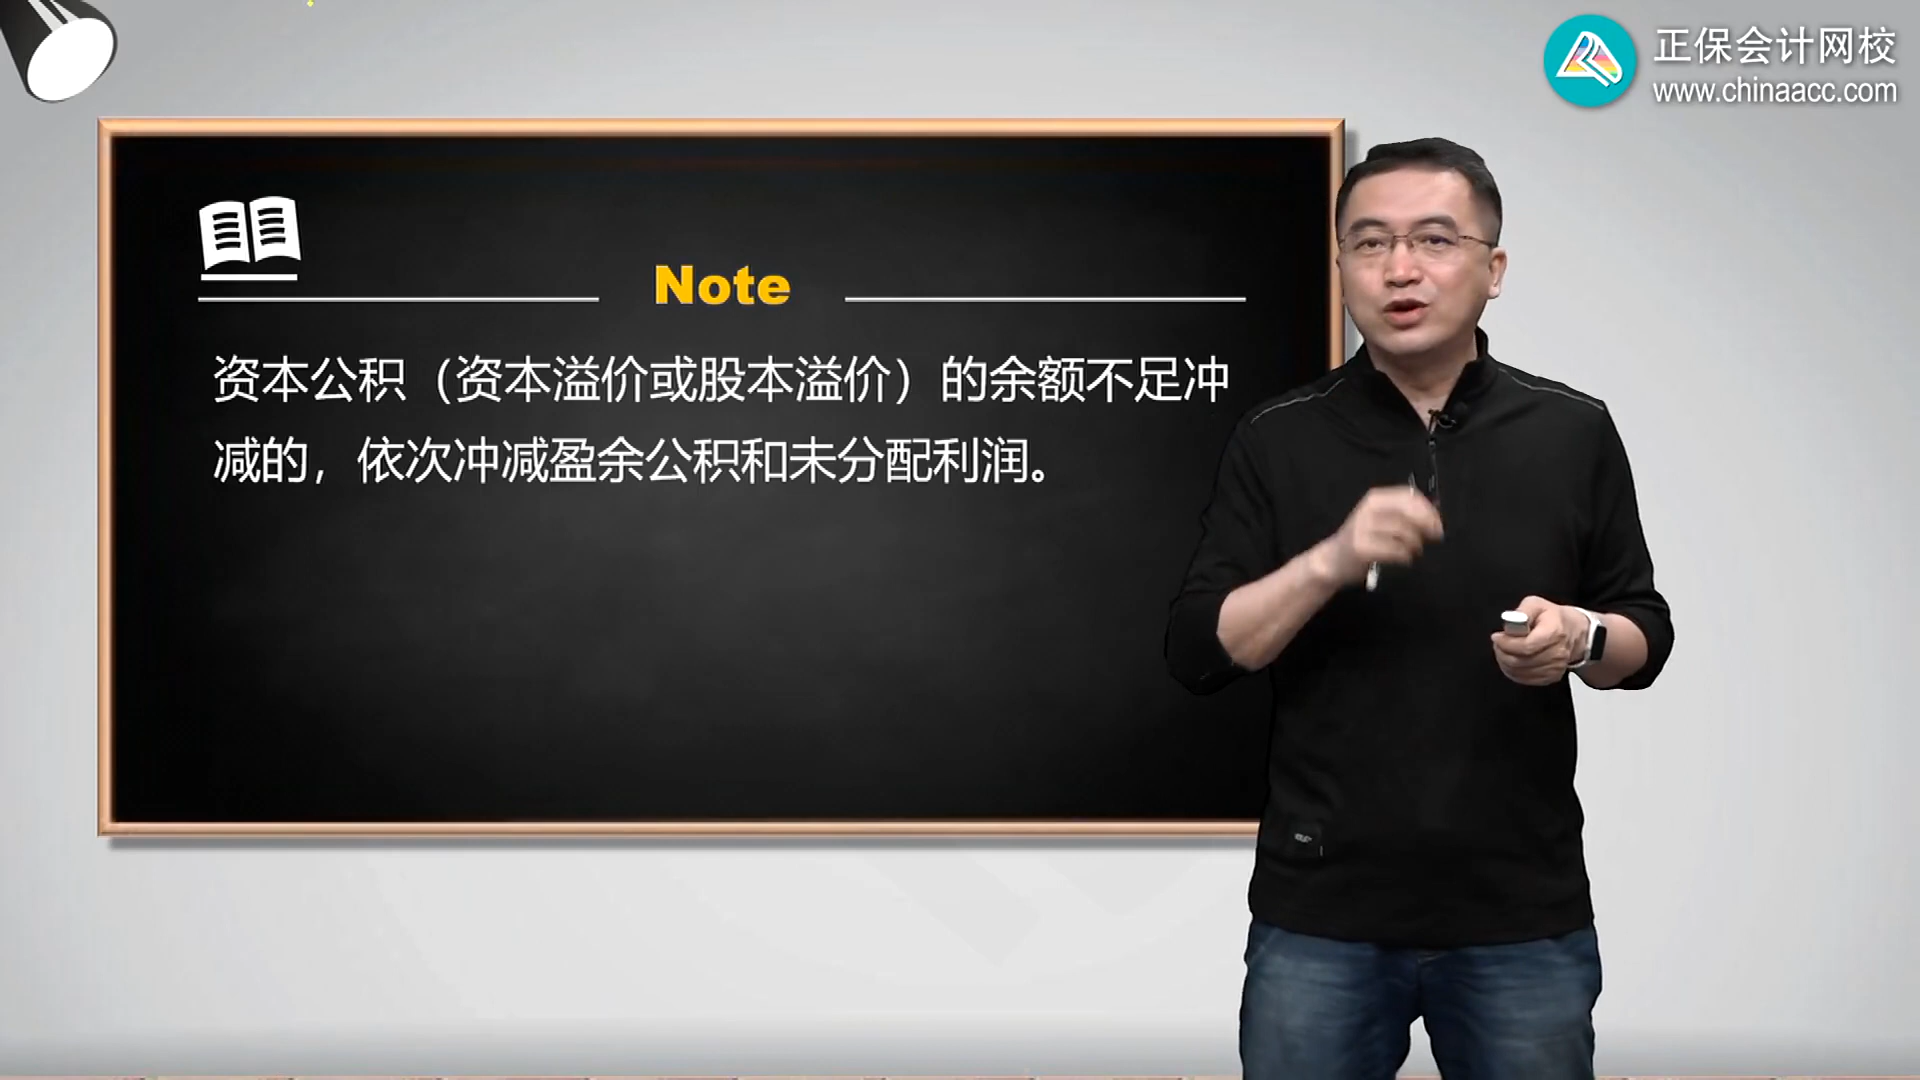 正保会计网校
www.chinaacc.com
Note
资本公积（资本溢价或股本溢价）的余额不足冲
减的，依次冲减盈余公积和未分配利润。